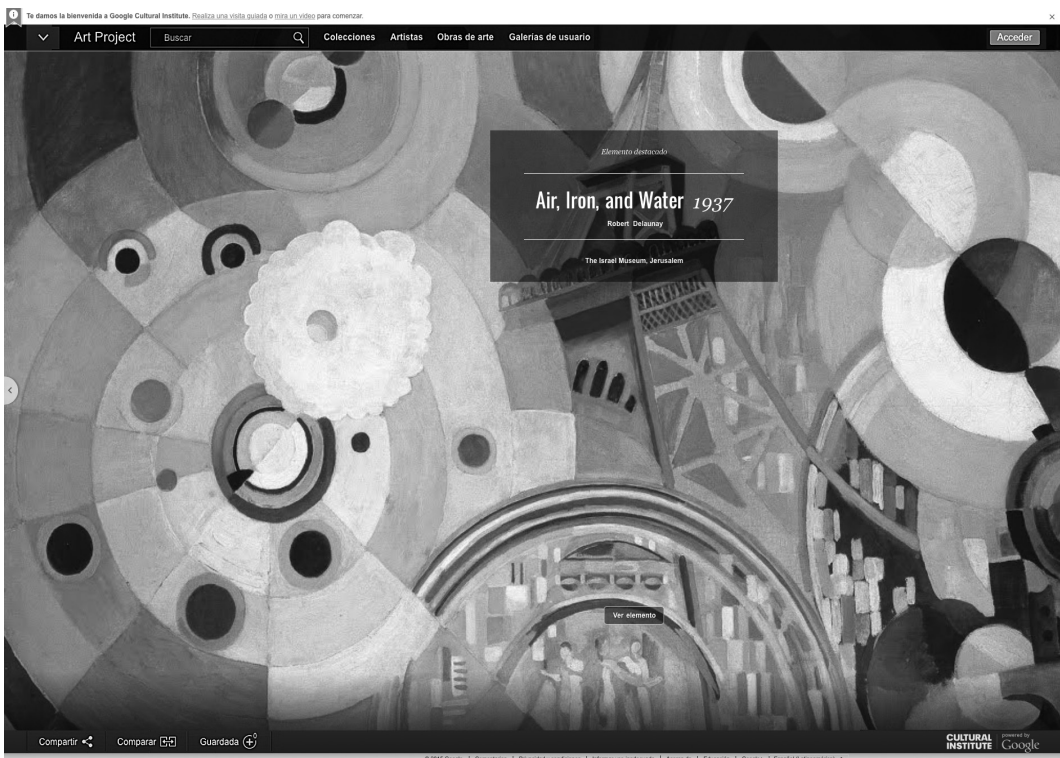 Te damos la bienvenida a Google Cultural Institute. Realiza una visita guiada o mira un vídeo para comenzar.
Art Project Buscar Colecciones Artistas Obras de arte Galerías de usuario Acceder
Elemento destacado
Air, Iron, and Water 1937
Robert Delaunay
The Israel Museum, Jerusalem
Ver elemento
Compartir Comparar Guardada 0
CULTURAL INSTITUTE powered by Google